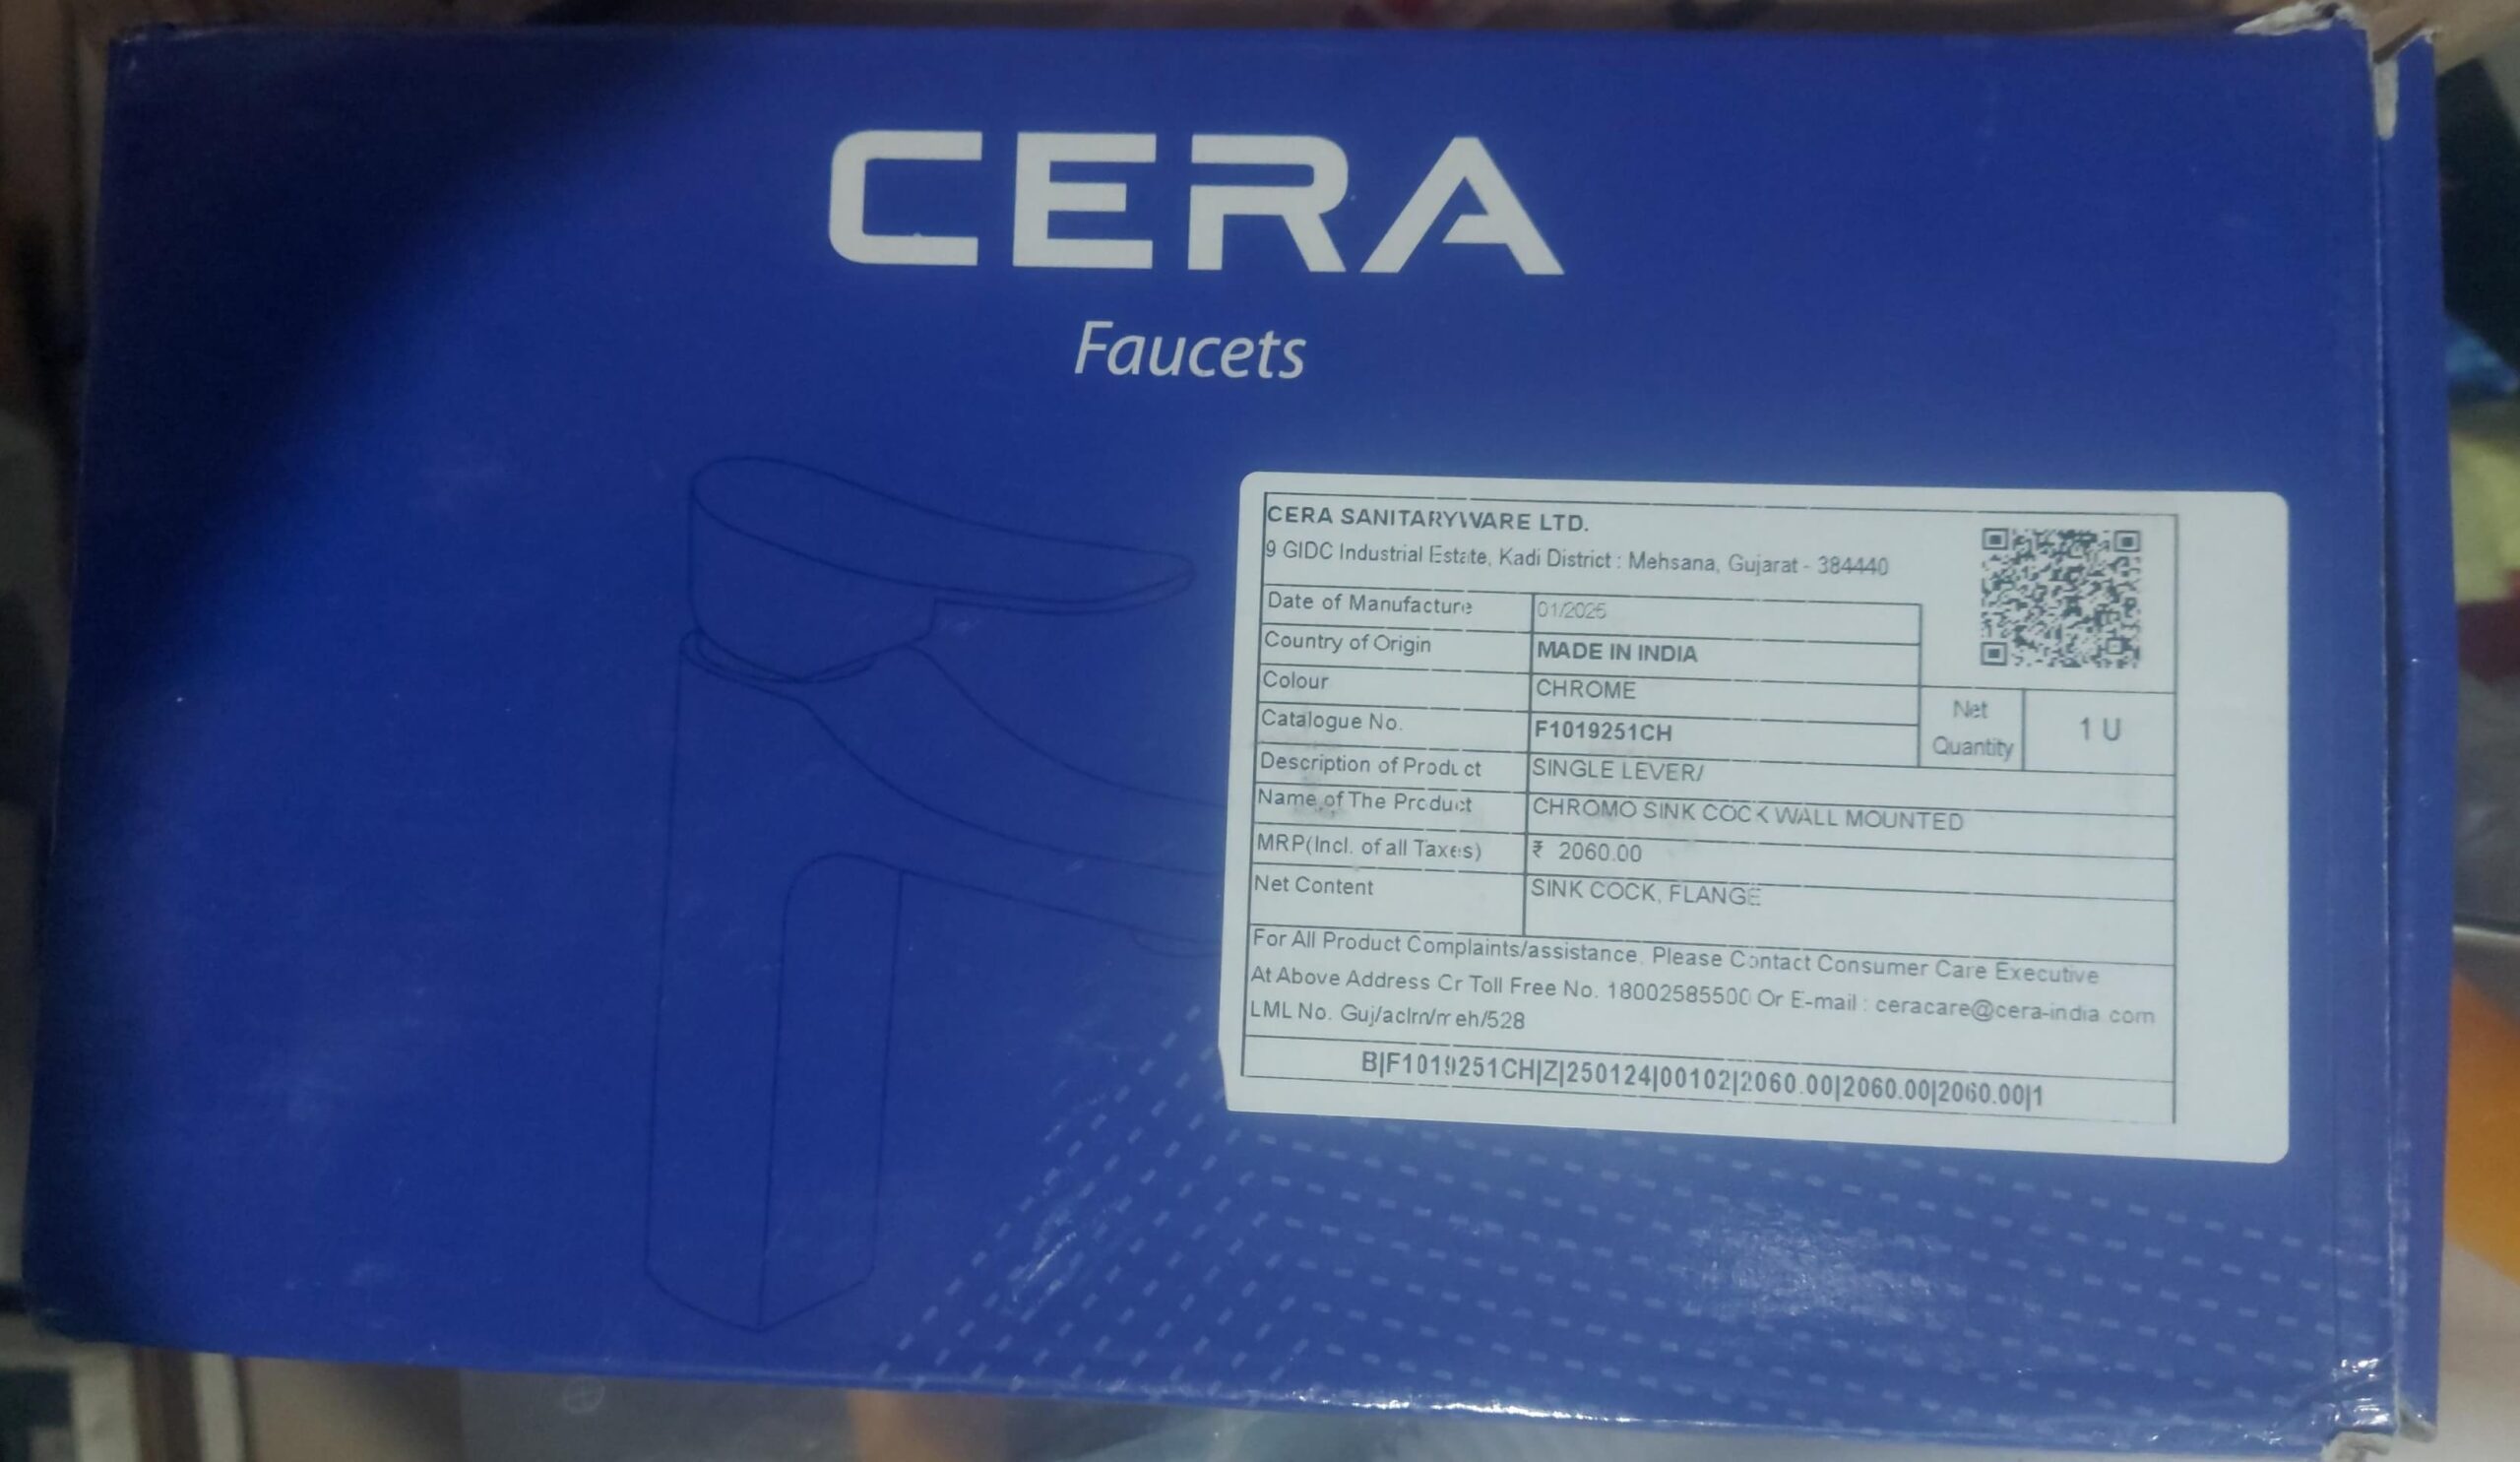 CERA
Faucets
CERA SANITARYWARE LTD.
9 GIDC Industrial Estate, Kadi District : Mehsana, Gujarat - 384440
Date of Manufacture 01/2025
Country of Origin MADE IN INDIA
Colour CHROME
Catalogue No. F1019251CH
Net Quantity 1 U
Description of Product SINGLE LEVER/
Name of The Product CHROMO SINK COCK WALL MOUNTED
MRP(Incl. of all Taxes) ₹ 2060.00
Net Content SINK COCK, FLANGE
For All Product Complaints/assistance. Please Contact Consumer Care Executive
At Above Address Or Toll Free No. 18002585500 Or E-mail : ceracare@cera-india.com
LML No. Guj/aclm/meh/528
B|F1019251CH|Z|250124|00102|2060.00|2060.00|2060.00|1